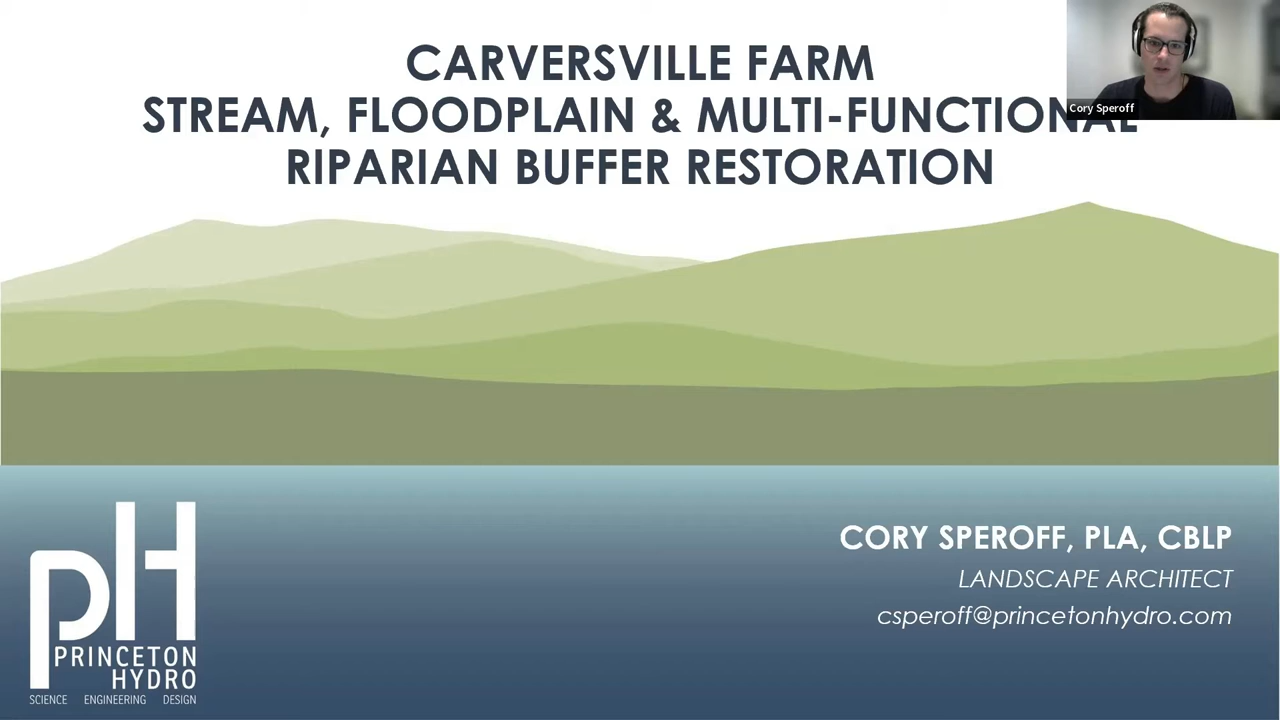 CARVERSVILLE FARM
STREAM, FLOODPLAIN & MULTI-FUNCTIONAL
RIPARIAN BUFFER RESTORATION
Cory Speroff
CORY SPEROFF, PLA, CBLP
LANDSCAPE ARCHITECT
csperoff@princetonhydro.com
pH
PRINCETON
HYDRO
SCIENCE ENGINEERING DESIGN